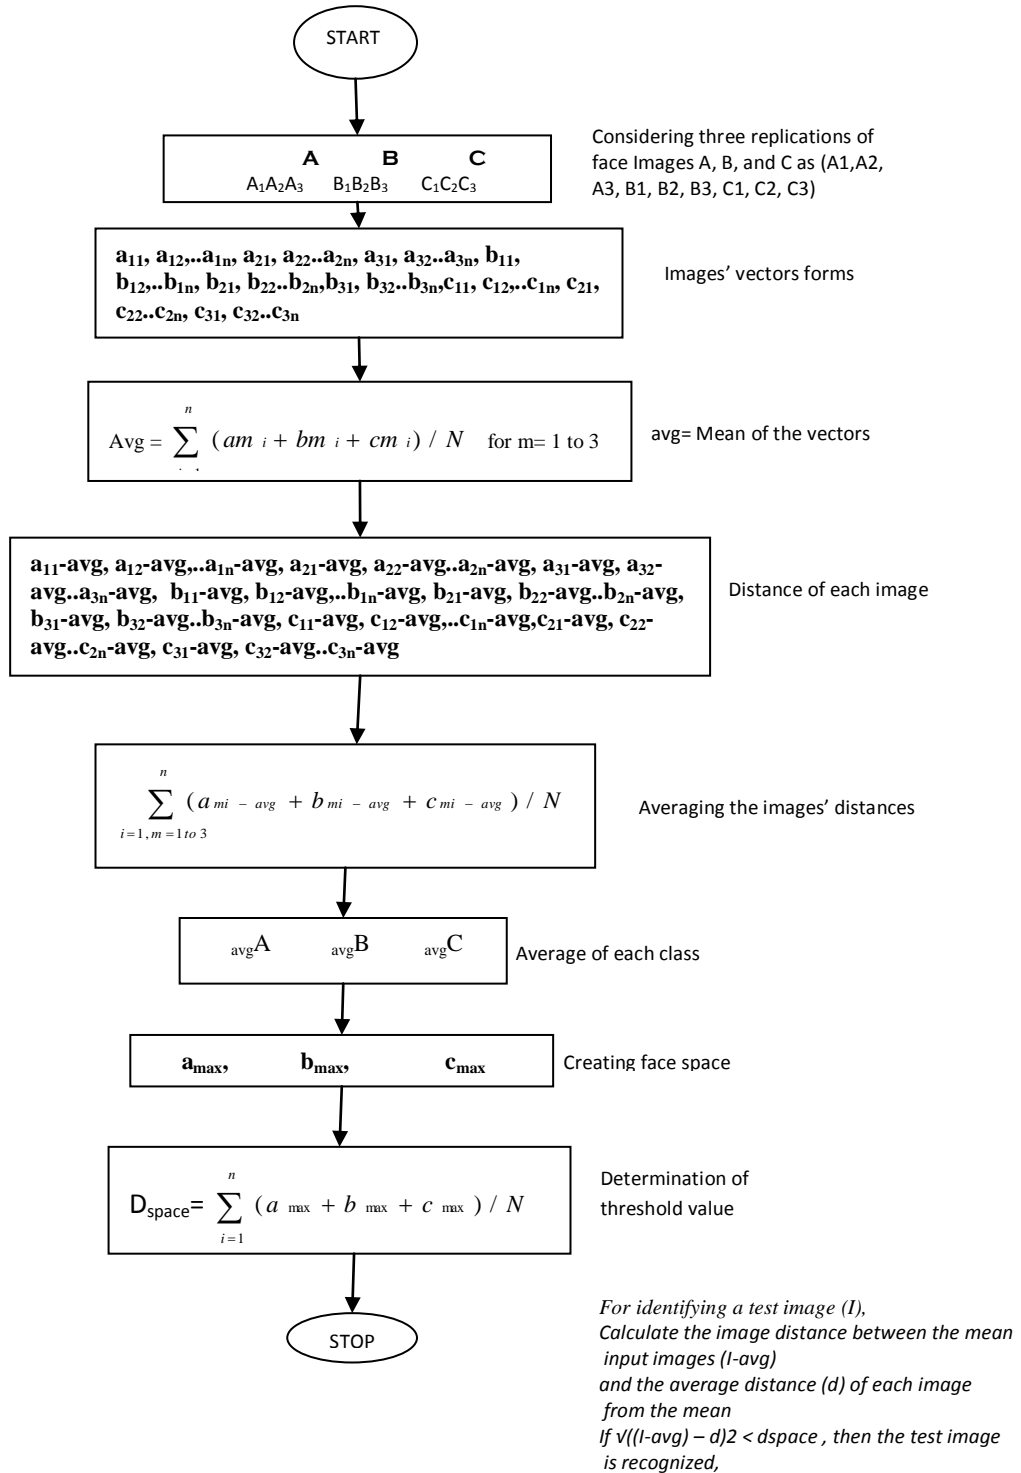 START
A B C
A₁A₂A₃ B₁B₂B₃ C₁C₂C₃
Considering three replications of
face Images A, B, and C as (A1,A2,
A3, B1, B2, B3, C1, C2, C3)
a₁₁, a₁₂,..a₁ₙ, a₂₁, a₂₂..a₂ₙ, a₃₁, a₃₂..a₃ₙ, b₁₁,
b₁₂,..b₁ₙ, b₂₁, b₂₂..b₂ₙ,b₃₁, b₃₂..b₃ₙ,c₁₁, c₁₂,..c₁ₙ, c₂₁,
c₂₂..c₂ₙ, c₃₁, c₃₂..c₃ₙ
Images’ vectors forms
n
Avg = ∑ (am i + bm i + cm i) / N for m= 1 to 3
avg= Mean of the vectors
a₁₁-avg, a₁₂-avg,..a₁ₙ-avg, a₂₁-avg, a₂₂-avg..a₂ₙ-avg, a₃₁-avg, a₃₂-
avg..a₃ₙ-avg, b₁₁-avg, b₁₂-avg,..b₁ₙ-avg, b₂₁-avg, b₂₂-avg..b₂ₙ-avg,
b₃₁-avg, b₃₂-avg..b₃ₙ-avg, c₁₁-avg, c₁₂-avg,..c₁ₙ-avg,c₂₁-avg, c₂₂-
avg..c₂ₙ-avg, c₃₁-avg, c₃₂-avg..c₃ₙ-avg
Distance of each image
n
∑ (a mi - avg + b mi - avg + c mi - avg ) / N
i=1, m =1 to 3
Averaging the images’ distances
avgA avgB avgC
Average of each class
aₘₐₓ, bₘₐₓ, cₘₐₓ
Creating face space
n
Dspace= ∑ (a max + b max + c max ) / N
i=1
Determination of
threshold value
STOP
For identifying a test image (I),
Calculate the image distance between the mean
input images (I-avg)
and the average distance (d) of each image
from the mean
If √((I-avg) – d)2 < dspace , then the test image
is recognized,